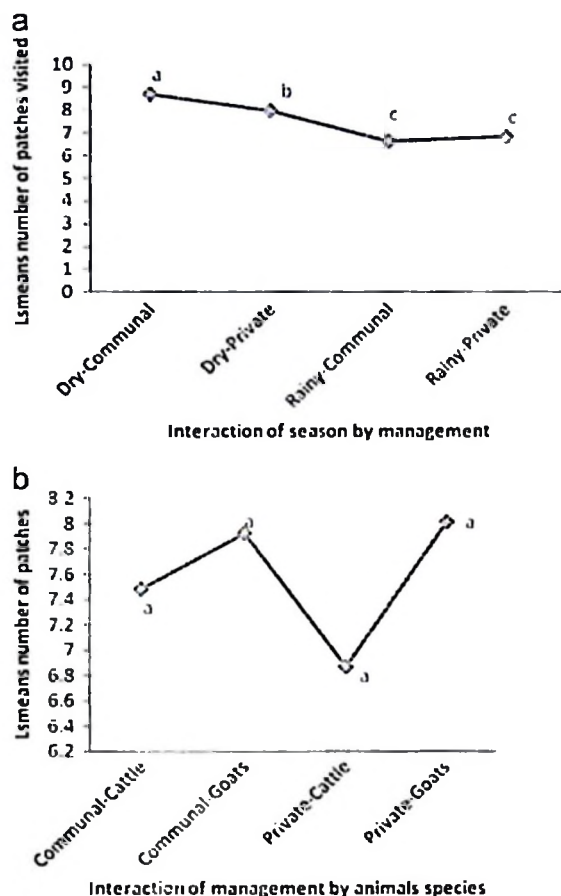 a
Lsmeans number of patches visited
10
9
8
7
6
5
4
3
2
1
0
a
b
c
c
Dry-Communal
Dry-Private
Rainy-Communal
Rainy-Private
Interaction of season by management
b
Lsmeans number of patches
8.2
8
7.8
7.6
7.4
7.2
7
6.8
6.6
6.4
6.2
a
a
a
a
Communal-Cattle
Communal-Goats
Private-Cattle
Private-Goats
Interaction of management by animals species